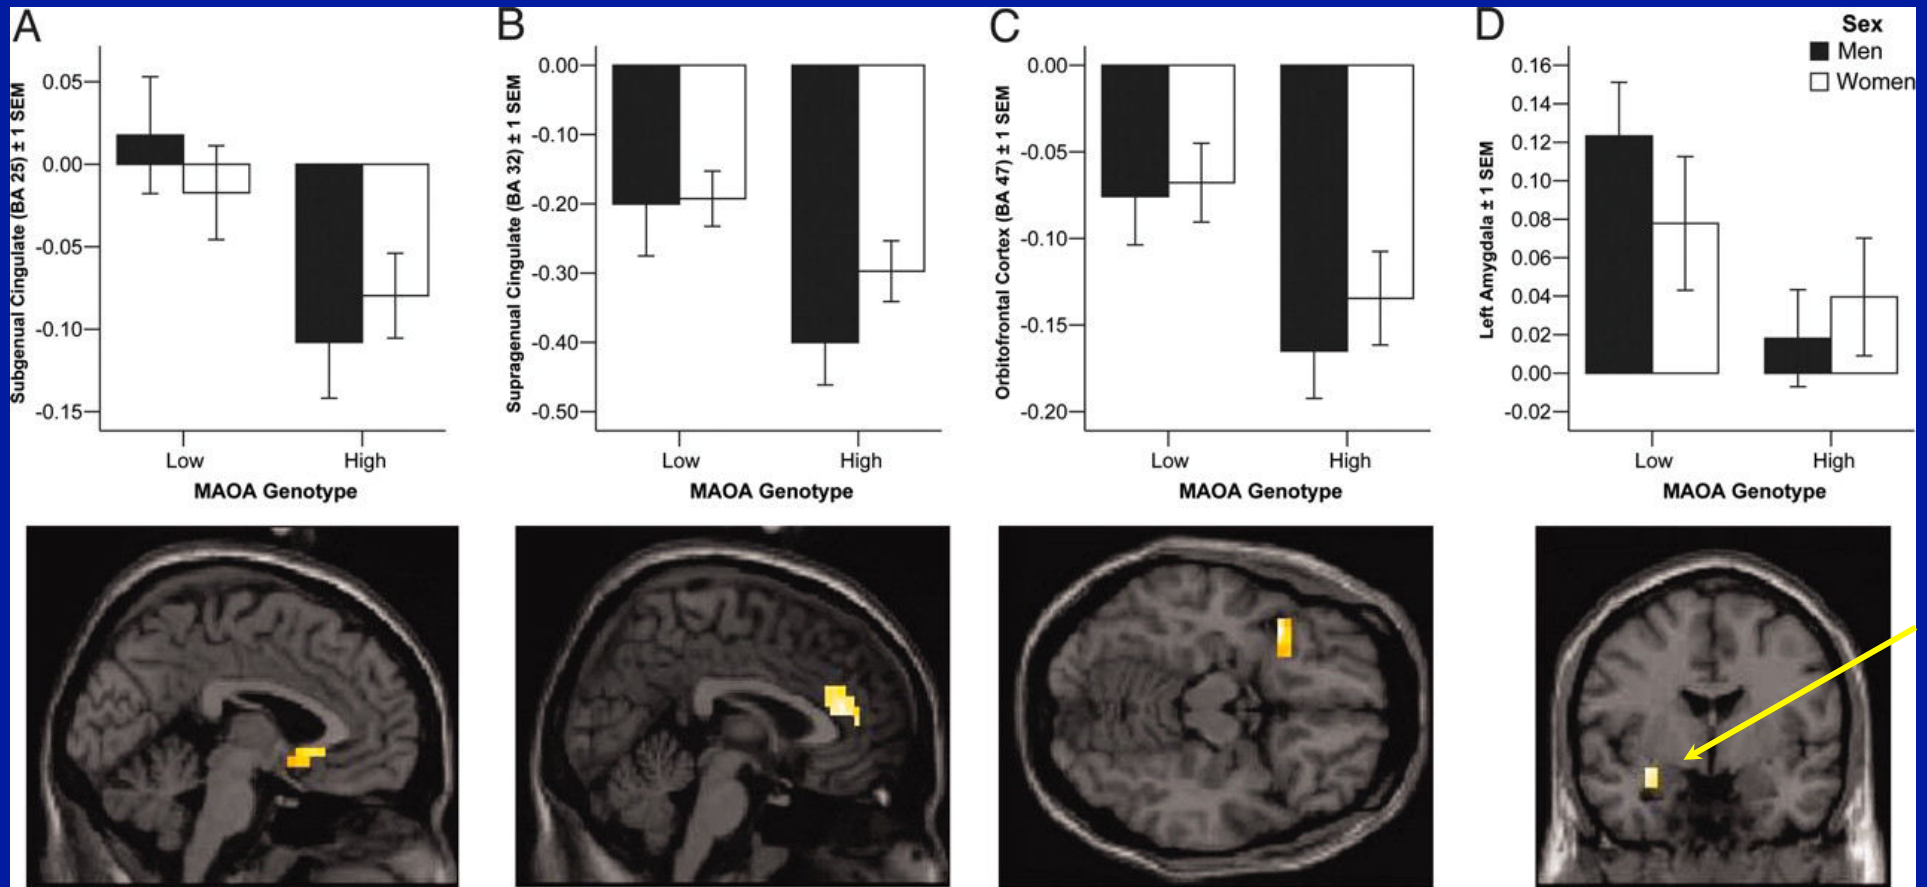 A
Subgenual Cingulate (BA 25) ± 1 SEM
0.05
0.00
-0.05
-0.10
-0.15
Low High
MAOA Genotype
B
Supragenual Cingulate (BA 32) ± 1 SEM
0.00
-0.10
-0.20
-0.30
-0.40
-0.50
Low High
MAOA Genotype
C
Orbitofrontal Cortex (BA 47) ± 1 SEM
0.00
-0.05
-0.10
-0.15
-0.20
Low High
MAOA Genotype
D
Left Amygdala ± 1 SEM
0.16
0.14
0.12
0.10
0.08
0.06
0.04
0.02
0.00
-0.02
Low High
MAOA Genotype
Sex
Men
Women